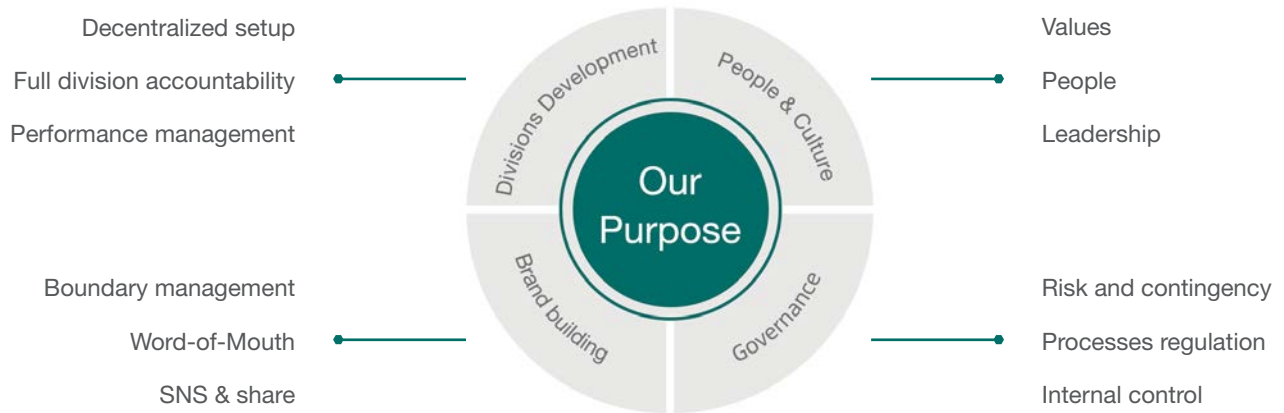 Decentralized setup
Full division accountability
Performance management
Divisions Development
People & Culture
Values
People
Leadership
Our
Purpose
Boundary management
Word-of-Mouth
SNS & share
Brand building
Governance
Risk and contingency
Processes regulation
Internal control